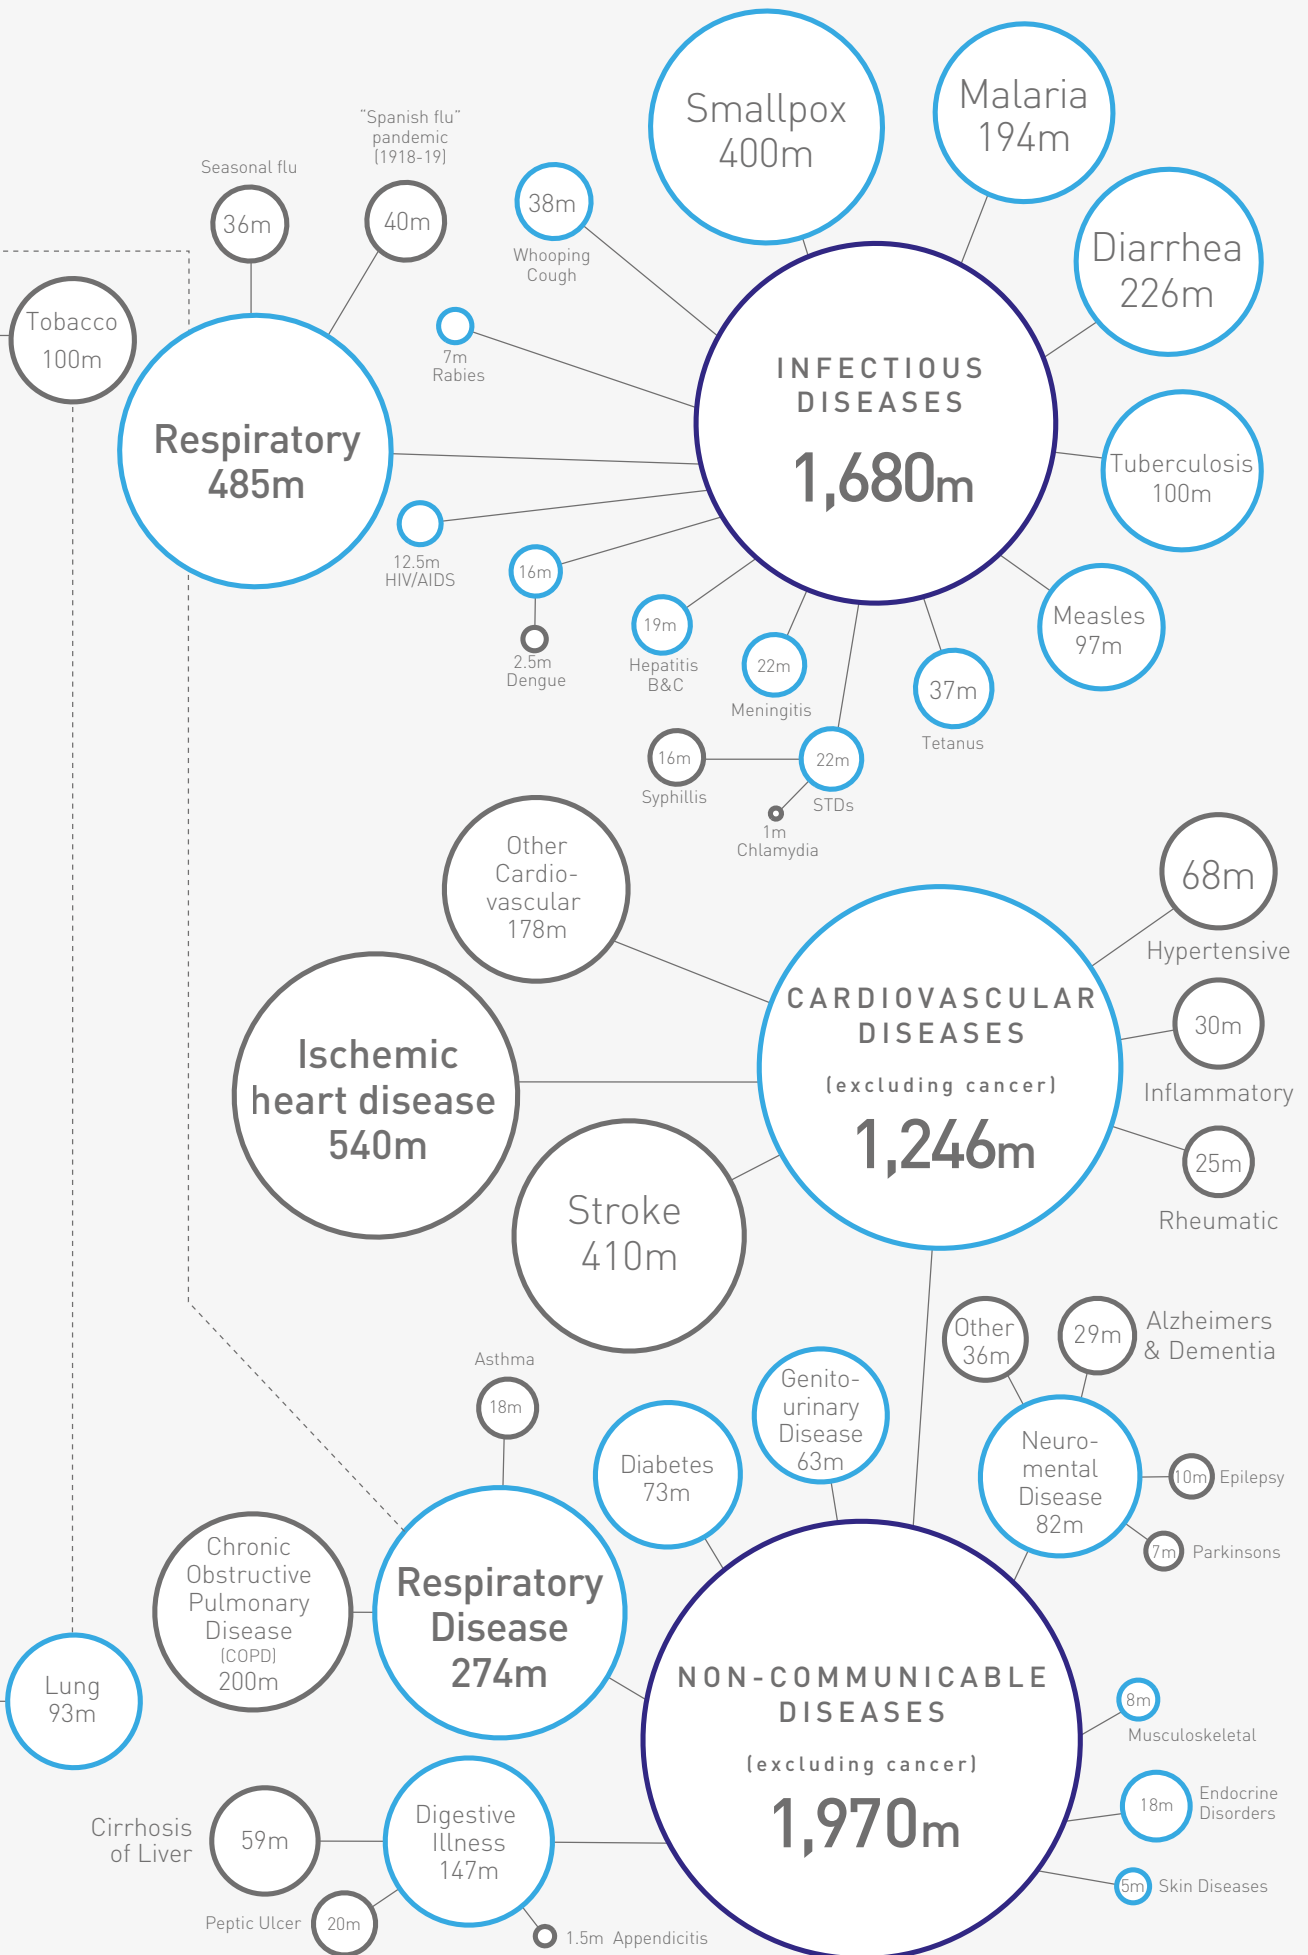 Smallpox
400m
Malaria
194m
"Spanish flu"
pandemic
(1918-19)
40m
Seasonal flu
36m
38m
Whooping
Cough
Diarrhea
226m
Tobacco
100m
7m
Rabies
INFECTIOUS
DISEASES
1,680m
Respiratory
485m
Tuberculosis
100m
12.5m
HIV/AIDS
16m
2.5m
Dengue
19m
Hepatitis
B&C
22m
Meningitis
37m
Tetanus
Measles
97m
16m
Syphillis
22m
STDs
1m
Chlamydia
Other
Cardio-
vascular
178m
68m
Hypertensive
CARDIOVASCULAR
DISEASES
(excluding cancer)
1,246m
30m
Inflammatory
Ischemic
heart disease
540m
25m
Rheumatic
Stroke
410m
Other
36m
29m
Alzheimers
& Dementia
Asthma
18m
Genito-
urinary
Disease
63m
Diabetes
73m
Neuro-
mental
Disease
82m
10m Epilepsy
7m Parkinsons
Chronic
Obstructive
Pulmonary
Disease
(COPD)
200m
Respiratory
Disease
274m
Lung
93m
NON-COMMUNICABLE
DISEASES
(excluding cancer)
1,970m
8m
Musculoskeletal
18m
Endocrine
Disorders
5m Skin Diseases
Digestive
Illness
147m
Cirrhosis
of Liver
59m
Peptic Ulcer
20m
1.5m Appendicitis